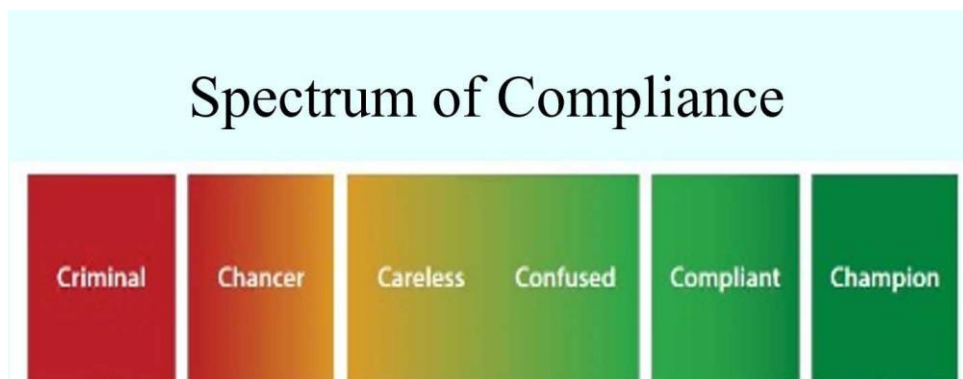 Spectrum of Compliance
Criminal Chancer Careless Confused Compliant Champion